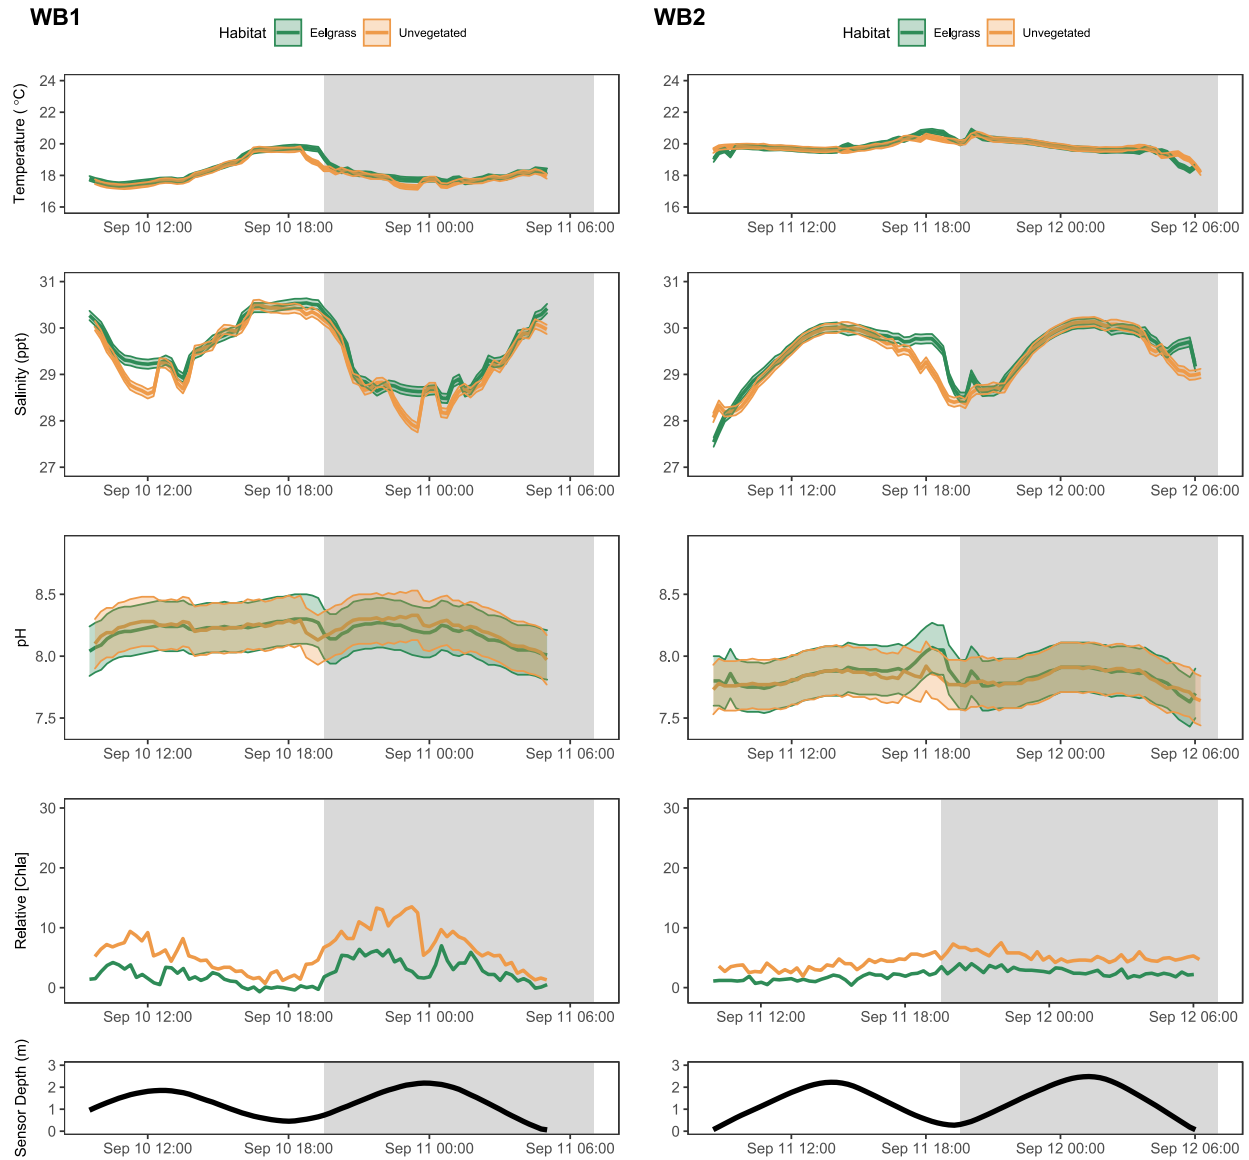 WB1
WB2
Habitat Eelgrass Unvegetated
Habitat Eelgrass Unvegetated
Temperature ( °C)
24
22
20
18
16
Sep 10 12:00 Sep 10 18:00 Sep 11 00:00 Sep 11 06:00
24
22
20
18
16
Sep 11 12:00 Sep 11 18:00 Sep 12 00:00 Sep 12 06:00
Salinity (ppt)
31
30
29
28
27
Sep 10 12:00 Sep 10 18:00 Sep 11 00:00 Sep 11 06:00
31
30
29
28
27
Sep 11 12:00 Sep 11 18:00 Sep 12 00:00 Sep 12 06:00
pH
8.5
8.0
7.5
Sep 10 12:00 Sep 10 18:00 Sep 11 00:00 Sep 11 06:00
8.5
8.0
7.5
Sep 11 12:00 Sep 11 18:00 Sep 12 00:00 Sep 12 06:00
Relative [Chla]
30
20
10
0
Sep 10 12:00 Sep 10 18:00 Sep 11 00:00 Sep 11 06:00
30
20
10
0
Sep 11 12:00 Sep 11 18:00 Sep 12 00:00 Sep 12 06:00
Sensor Depth (m)
3
2
1
0
Sep 10 12:00 Sep 10 18:00 Sep 11 00:00 Sep 11 06:00
3
2
1
0
Sep 11 12:00 Sep 11 18:00 Sep 12 00:00 Sep 12 06:00